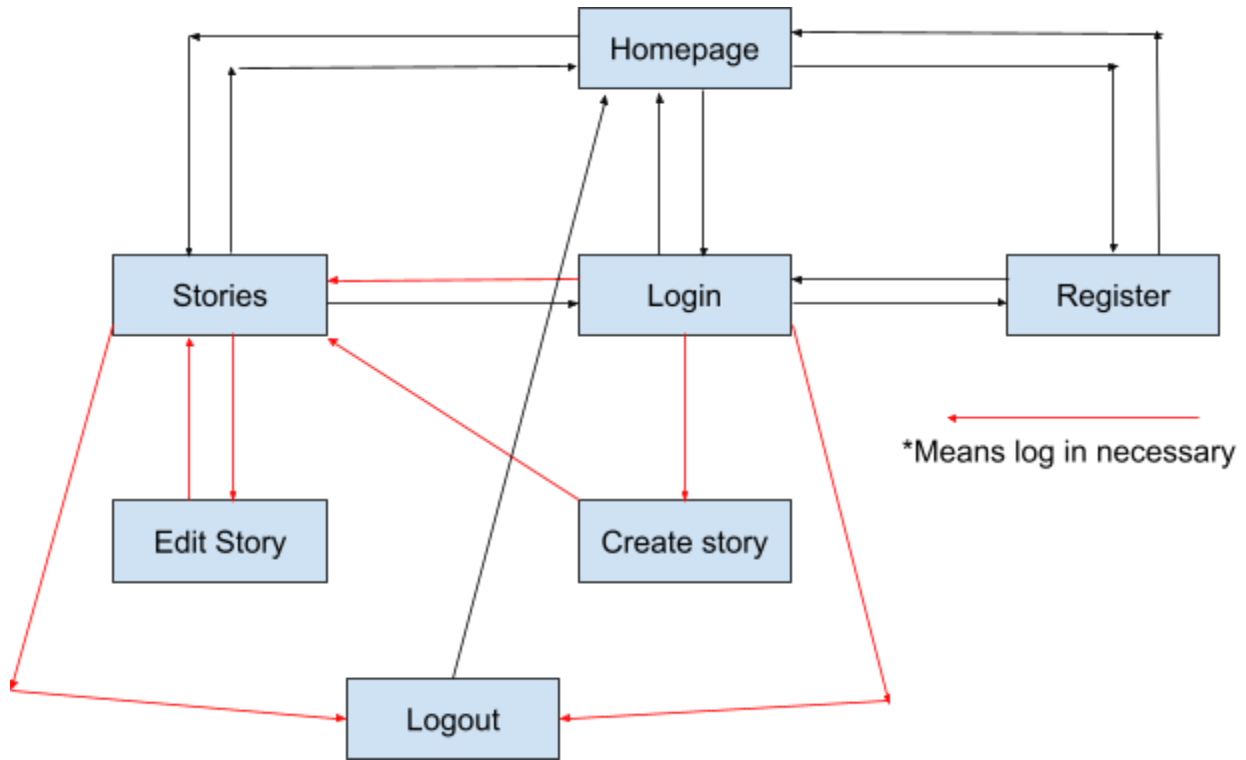 Homepage
Stories
Login
Register
*Means log in necessary
Edit Story
Create story
Logout